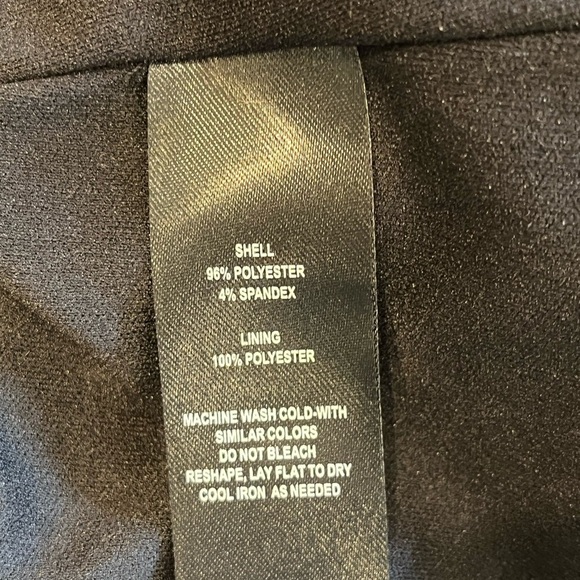 SHELL
96% POLYESTER
4% SPANDEX
LINING
100% POLYESTER
MACHINE WASH COLD-WITH
SIMILAR COLORS
DO NOT BLEACH
RESHAPE, LAY FLAT TO DRY
COOL IRON AS NEEDED